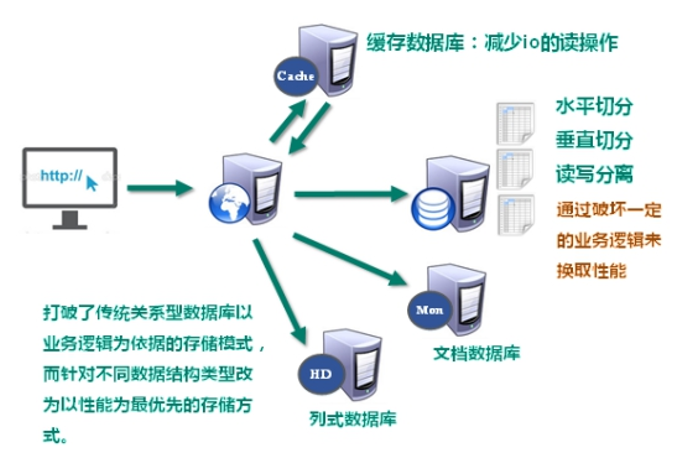 缓存数据库：减少io的读操作
Cache
水平切分
垂直切分
读写分离
http://
通过破坏一定
的业务逻辑来
换取性能
Mon
文档数据库
打破了传统关系型数据库以
业务逻辑为依据的存储模式，
而针对不同数据结构类型改
为以性能为最优先的存储方
式。
HD
列式数据库